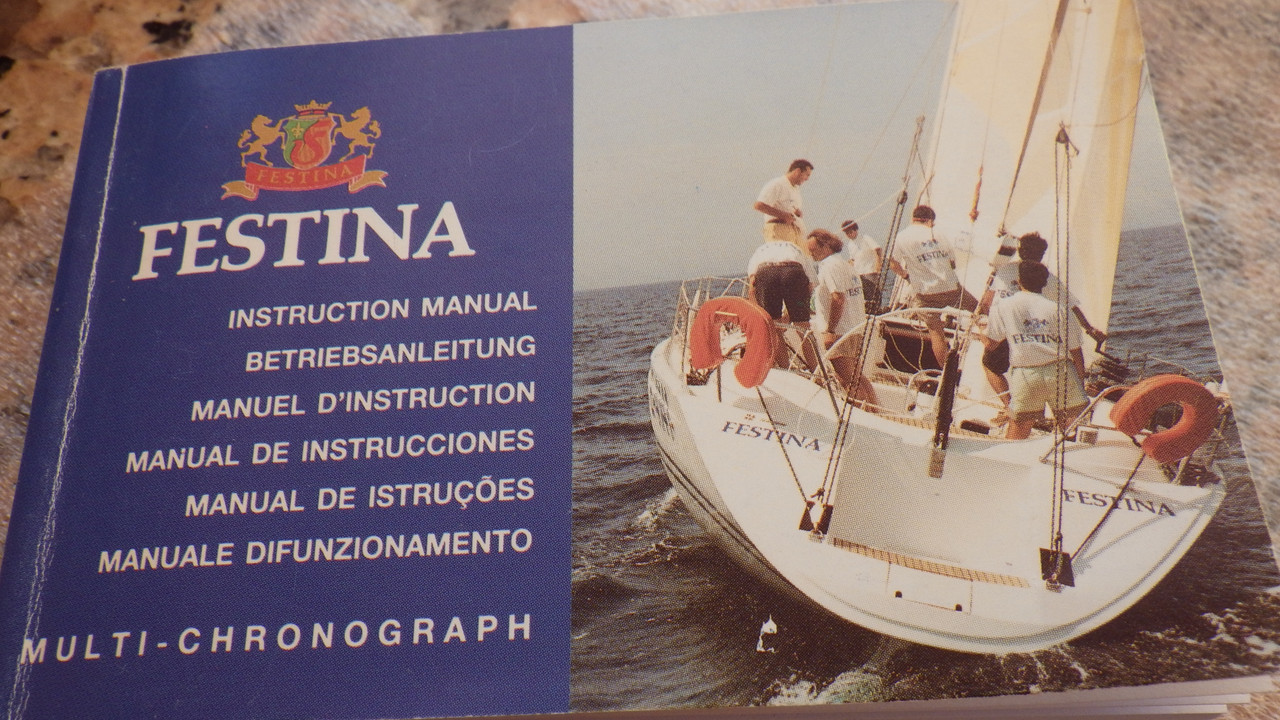 FESTINA
FESTINA
INSTRUCTION MANUAL
BETRIEBSANLEITUNG
MANUEL D'INSTRUCTION
MANUAL DE INSTRUCCIONES
MANUAL DE ISTRUÇÕES
MANUALE DIFUNZIONAMENTO
MULTI-CHRONOGRAPH
FESTINA
FESTINA
FESTINA
FESTINA